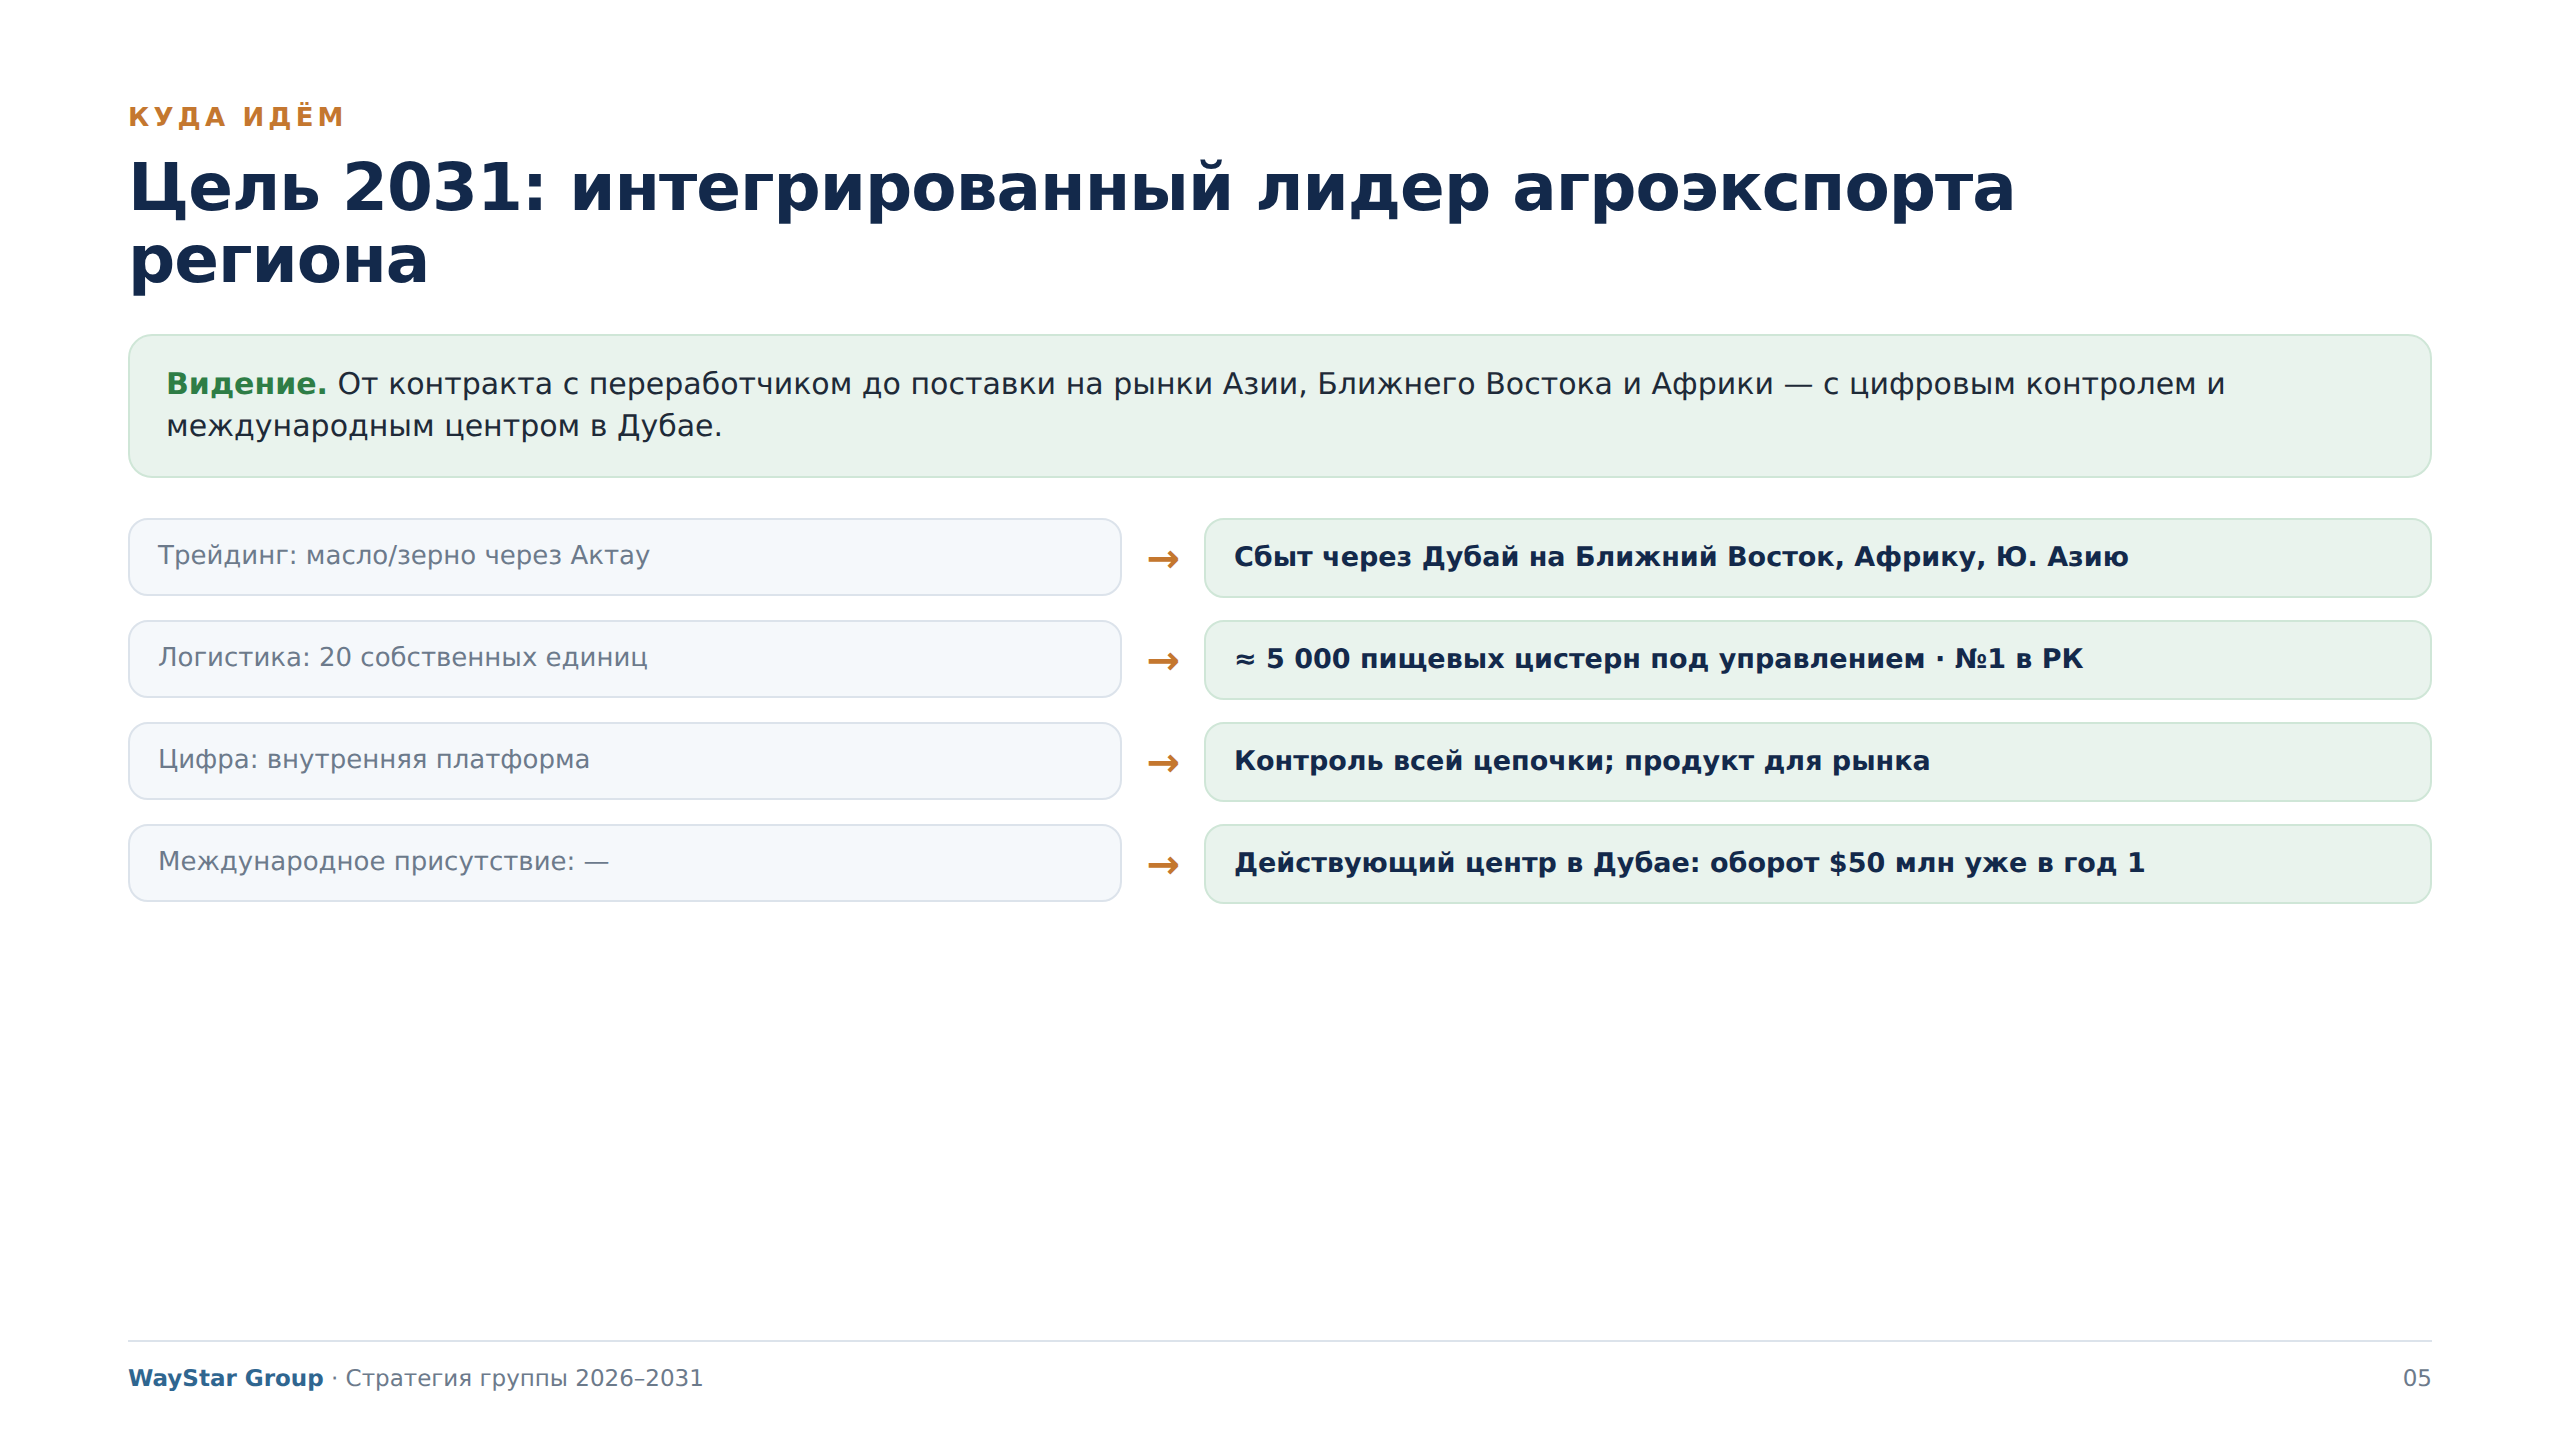 КУДА ИДЁМ
Цель 2031: интегрированный лидер агроэкспорта
региона
Видение. От контракта с переработчиком до поставки на рынки Азии, Ближнего Востока и Африки — с цифровым контролем и
международным центром в Дубае.
Трейдинг: масло/зерно через Актау → Сбыт через Дубай на Ближний Восток, Африку, Ю. Азию
Логистика: 20 собственных единиц → ≈ 5 000 пищевых цистерн под управлением · №1 в РК
Цифра: внутренняя платформа → Контроль всей цепочки; продукт для рынка
Международное присутствие: — → Действующий центр в Дубае: оборот $50 млн уже в год 1
WayStar Group · Стратегия группы 2026–2031 05